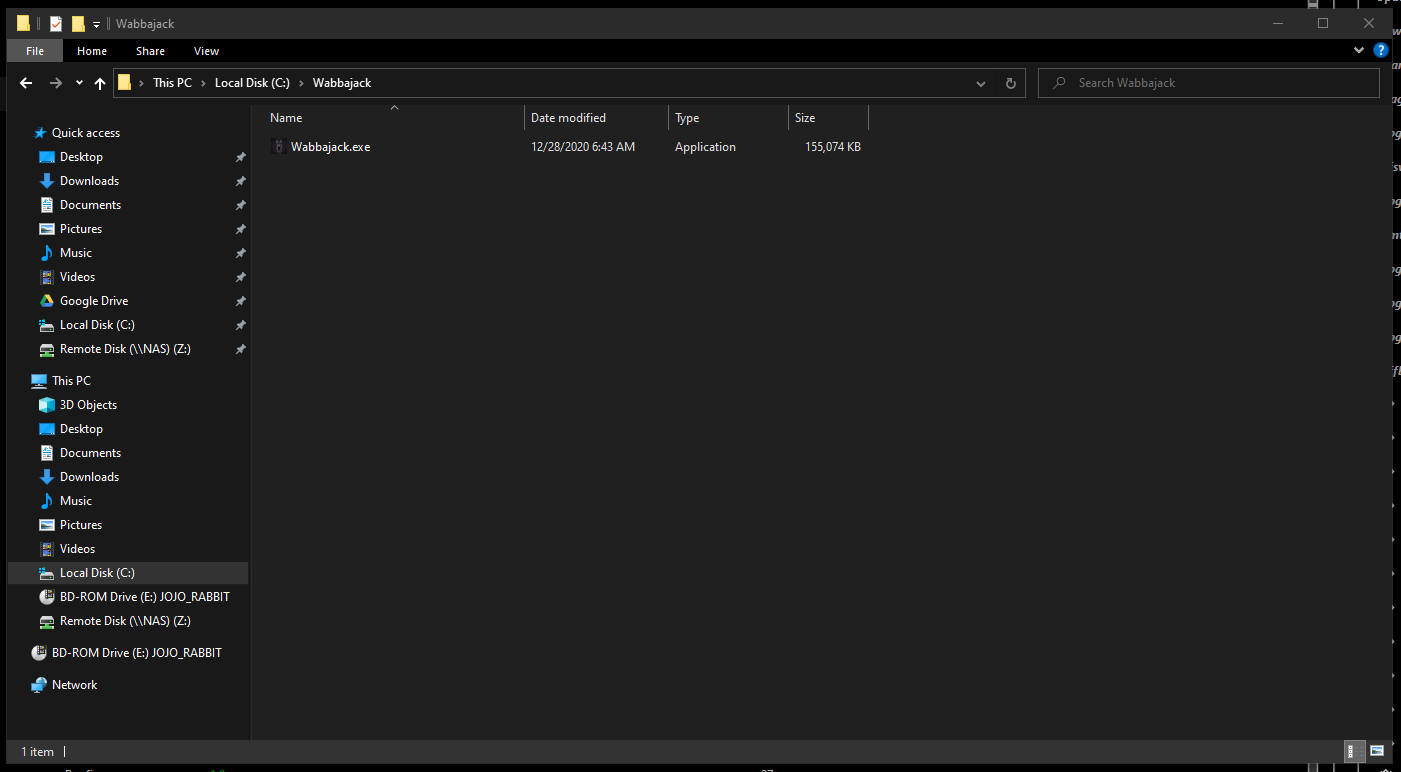 Wabbajack
File Home Share View
This PC Local Disk (C:) Wabbajack Search Wabbajack
Name Date modified Type Size
Wabbajack.exe 12/28/2020 6:43 AM Application 155,074 KB
Quick access
Desktop
Downloads
Documents
Pictures
Music
Videos
Google Drive
Local Disk (C:)
Remote Disk (\\NAS) (Z:)
This PC
3D Objects
Desktop
Documents
Downloads
Music
Pictures
Videos
Local Disk (C:)
BD-ROM Drive (E:) JOJO_RABBIT
Remote Disk (\\NAS) (Z:)
BD-ROM Drive (E:) JOJO_RABBIT
Network
1 item